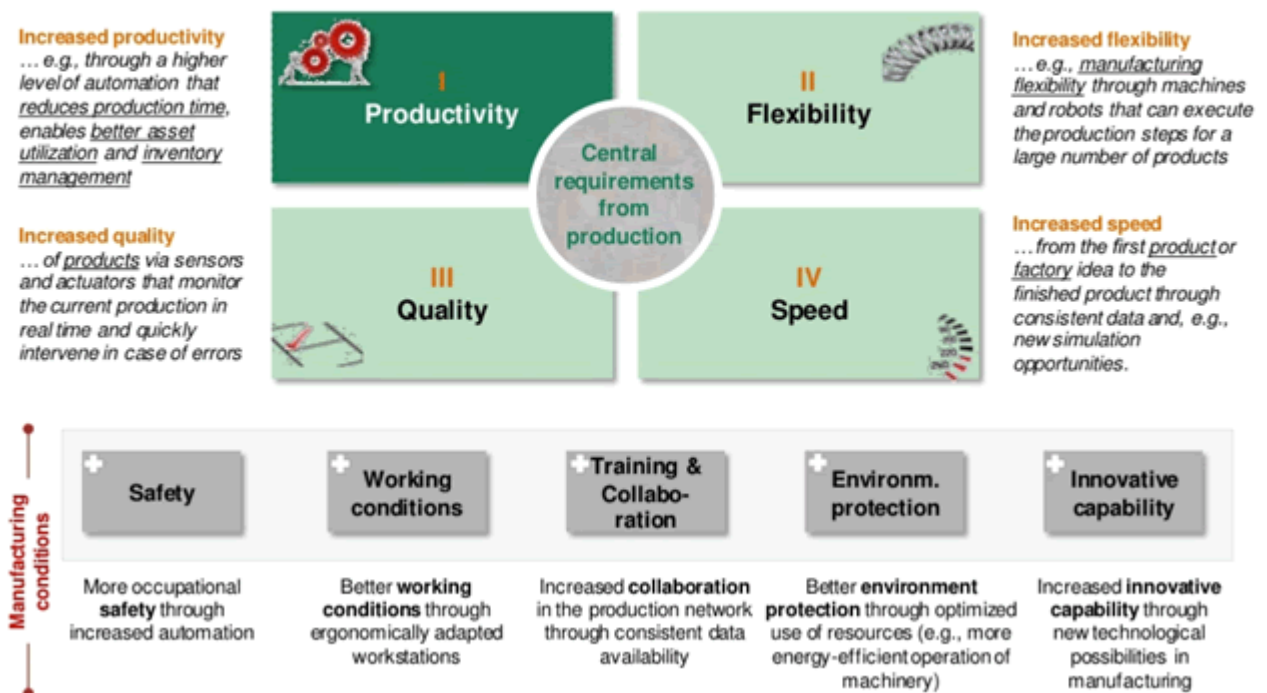 Increased productivity
… e.g., through a higher
level of automation that
reduces production time,
enables better asset
utilization and inventory
management
I
Productivity
II
Flexibility
Increased flexibility
… e.g., manufacturing
flexibility through machines
and robots that can execute
the production steps for a
large number of products
Central
requirements
from
production
Increased quality
… of products via sensors
and actuators that monitor
the current production in
real time and quickly
intervene in case of errors
III
Quality
IV
Speed
Increased speed
…from the first product or
factory idea to the
finished product through
consistent data and, e.g.,
new simulation
opportunities.
Manufacturing
conditions
Safety
Working
conditions
Training &
Collabo-
ration
Environm.
protection
Innovative
capability
More occupational
safety through
increased automation
Better working
conditions through
ergonomically adapted
workstations
Increased collaboration
in the production network
through consistent data
availability
Better environment
protection through optimized
use of resources (e.g., more
energy-efficient operation of
machinery)
Increased innovative
capability through
new technological
possibilities in
manufacturing